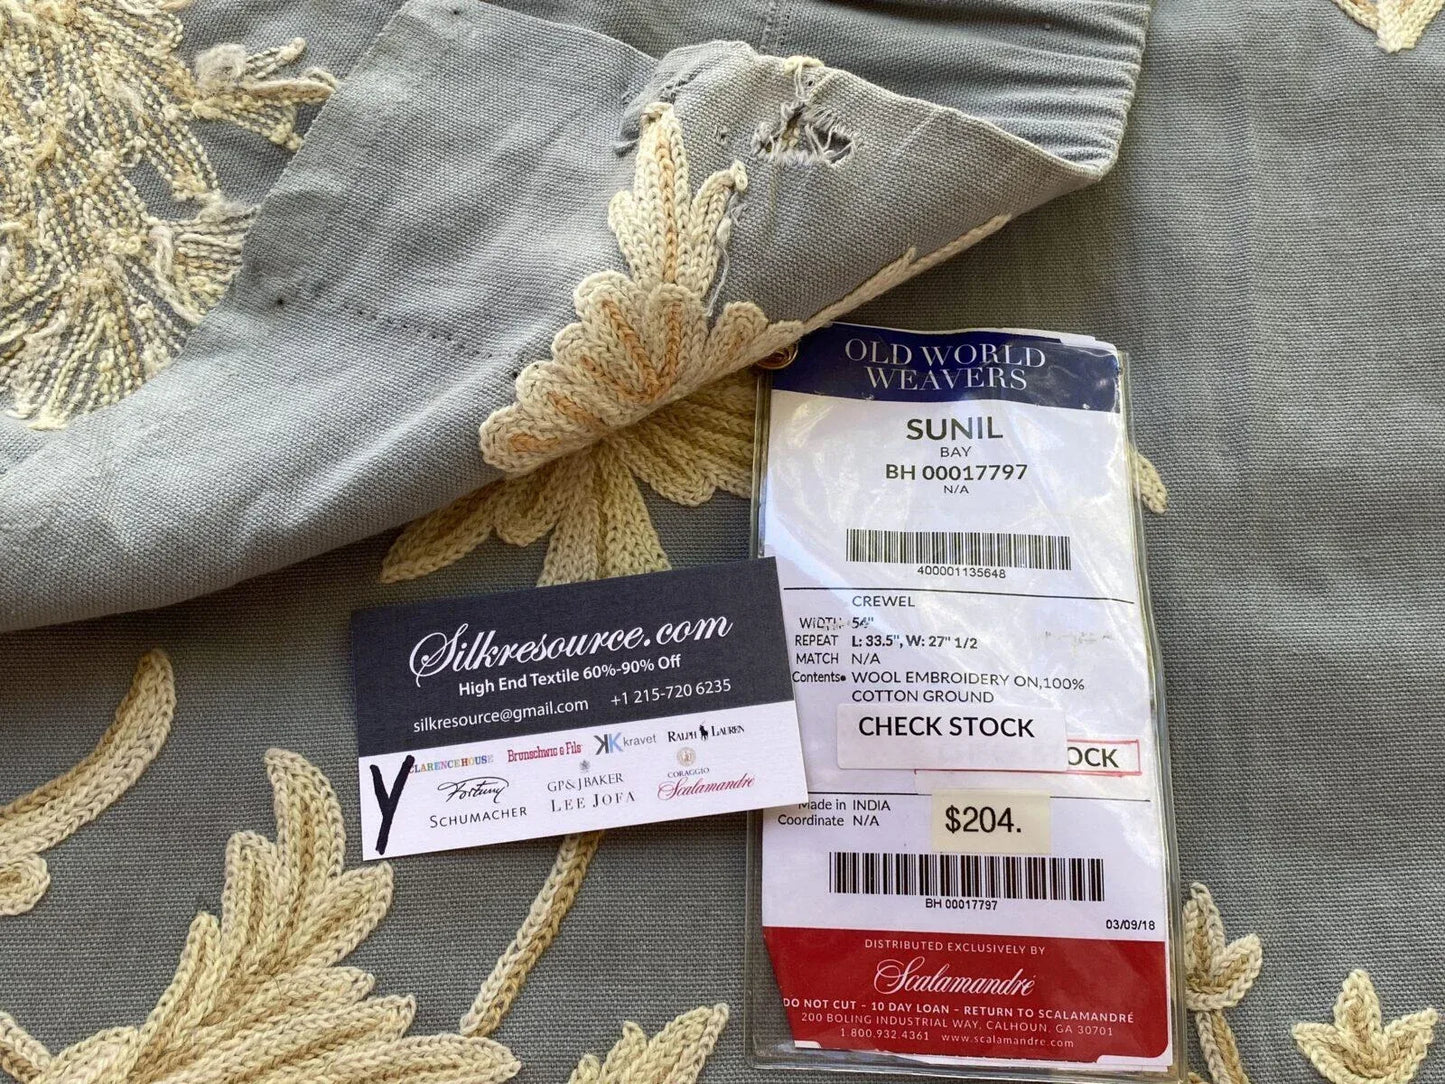 OLD WORLD
WEAVERS
SUNIL
BAY
BH 00017797
N/A
400001135648
CREWEL
WIDTH 54"
REPEAT L: 33.5", W: 27" 1/2
MATCH N/A
Contents• WOOL EMBROIDERY ON,100%
COTTON GROUND
CHECK STOCK
OCK
Made in INDIA
Coordinate N/A
$204.
BH 00017797
03/09/18
DISTRIBUTED EXCLUSIVELY BY
Scalamandré
DO NOT CUT - 10 DAY LOAN - RETURN TO SCALAMANDRÉ
200 BOLING INDUSTRIAL WAY, CALHOUN, GA 30701
1.800.932.4361 www.scalamandre.com
Silkresource.com
High End Textile 60%-90% Off
silkresource@gmail.com +1 215-720 6235
CLARENCE HOUSE Brunschwig & Fils KK kravet RALPH LAUREN
Fortuny GP & J BAKER CORAGGIO
SCHUMACHER LEE JOFA Scalamandré
Y